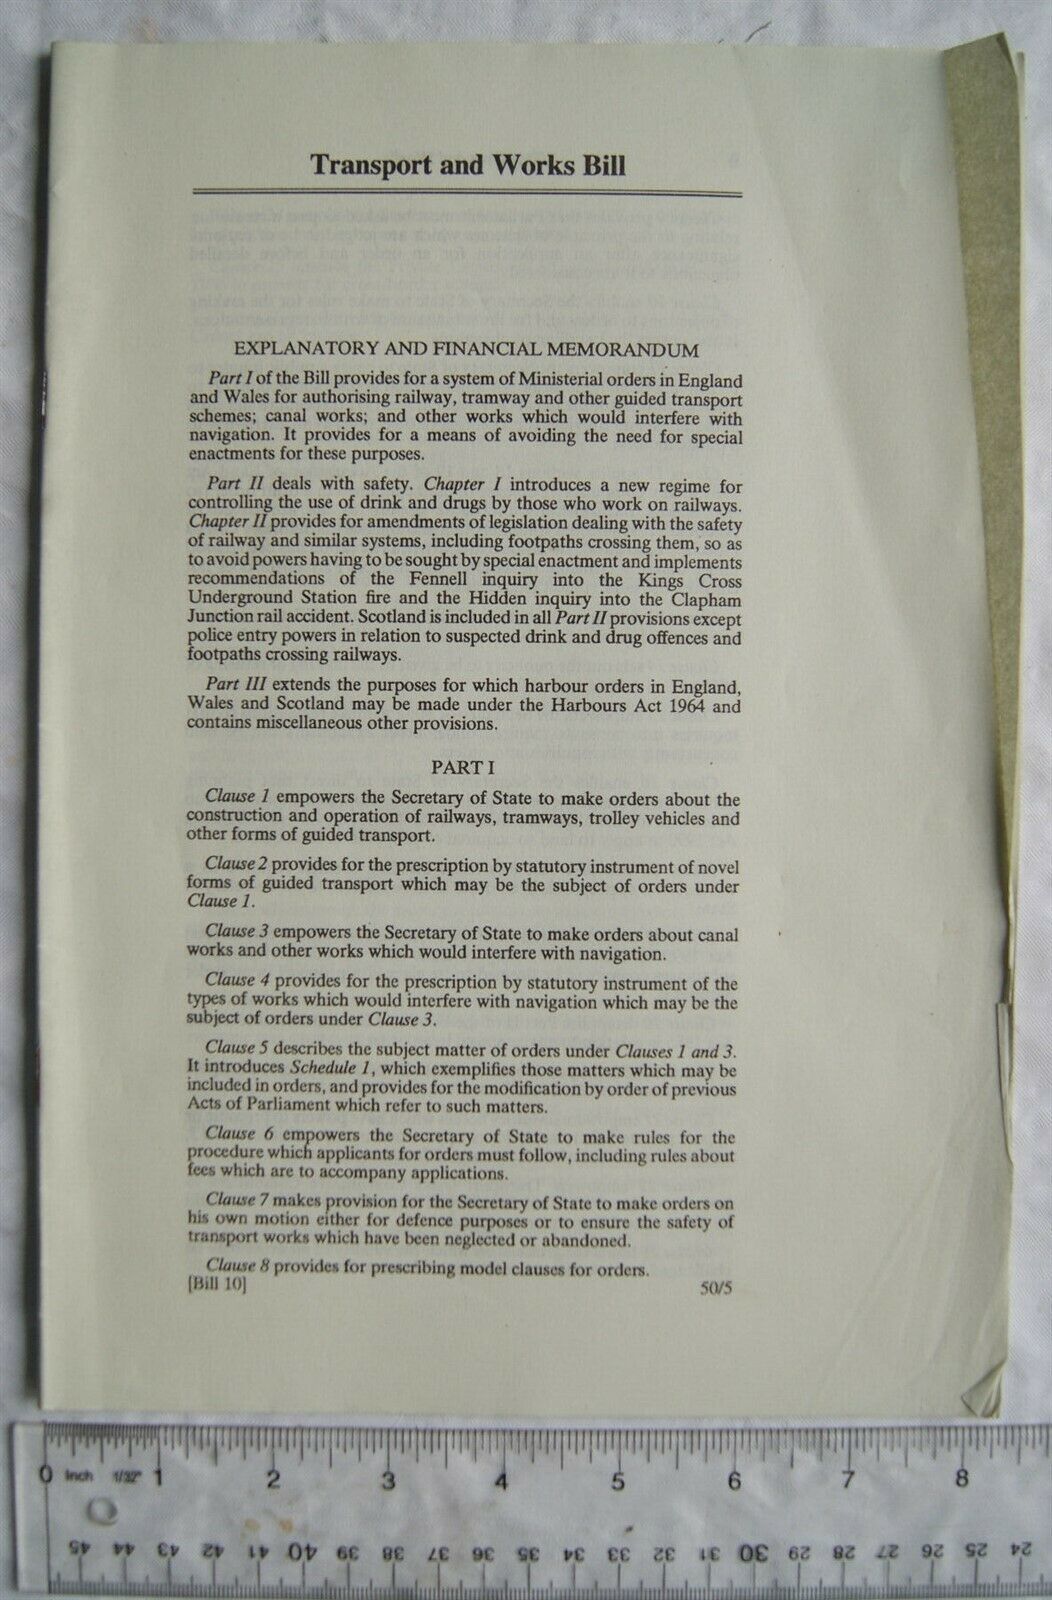 Transport and Works Bill
EXPLANATORY AND FINANCIAL MEMORANDUM
Part I of the Bill provides for a system of Ministerial orders in England
and Wales for authorising railway, tramway and other guided transport
schemes; canal works; and other works which would interfere with
navigation. It provides for a means of avoiding the need for special
enactments for these purposes.
Part II deals with safety. Chapter I introduces a new regime for
controlling the use of drink and drugs by those who work on railways.
Chapter II provides for amendments of legislation dealing with the safety
of railway and similar systems, including footpaths crossing them, so as
to avoid powers having to be sought by special enactment and implements
recommendations of the Fennell inquiry into the Kings Cross
Underground Station fire and the Hidden inquiry into the Clapham
Junction rail accident. Scotland is included in all Part II provisions except
police entry powers in relation to suspected drink and drug offences and
footpaths crossing railways.
Part III extends the purposes for which harbour orders in England,
Wales and Scotland may be made under the Harbours Act 1964 and
contains miscellaneous other provisions.
PART I
Clause 1 empowers the Secretary of State to make orders about the
construction and operation of railways, tramways, trolley vehicles and
other forms of guided transport.
Clause 2 provides for the prescription by statutory instrument of novel
forms of guided transport which may be the subject of orders under
Clause 1.
Clause 3 empowers the Secretary of State to make orders about canal
works and other works which would interfere with navigation.
Clause 4 provides for the prescription by statutory instrument of the
types of works which would interfere with navigation which may be the
subject of orders under Clause 3.
Clause 5 describes the subject matter of orders under Clauses 1 and 3.
It introduces Schedule 1, which exemplifies those matters which may be
included in orders, and provides for the modification by order of previous
Acts of Parliament which refer to such matters.
Clause 6 empowers the Secretary of State to make rules for the
procedure which applicants for orders must follow, including rules about
fees which are to accompany applications.
Clause 7 makes provision for the Secretary of State to make orders on
his own motion either for defence purposes or to ensure the safety of
transport works which have been neglected or abandoned.
Clause 8 provides for prescribing model clauses for orders.
[Bill 10] 50/5
0 Inch 1/32" 1 2 3 4 5 6 7 8
45 44 43 42 41 40 39 38 37 36 35 34 33 32 31 30 29 28 27 26 25 24